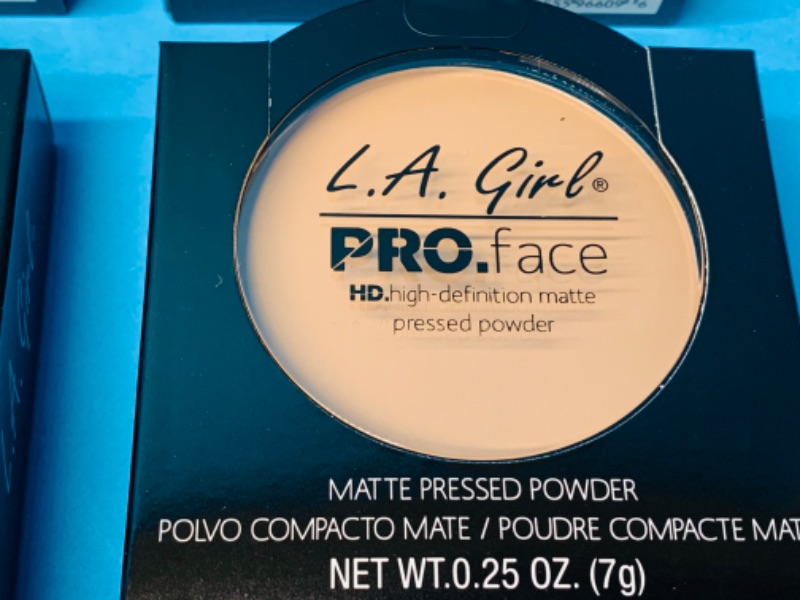 L.A. Girl®
PRO.face
HD.high-definition matte
pressed powder
MATTE PRESSED POWDER
POLVO COMPACTO MATE / POUDRE COMPACTE MAT
NET WT.0.25 OZ. (7g)
L.A. Girl